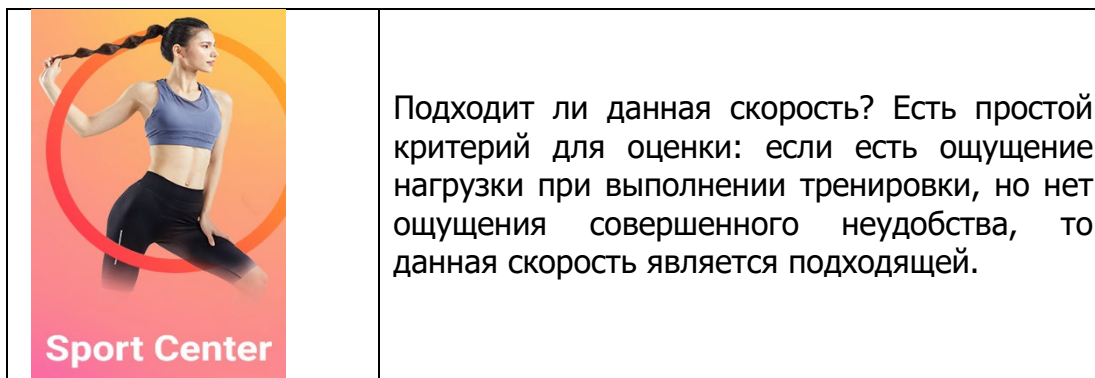 Sport Center
Подходит ли данная скорость? Есть простой
критерий для оценки: если есть ощущение
нагрузки при выполнении тренировки, но нет
ощущения совершенного неудобства, то
данная скорость является подходящей.